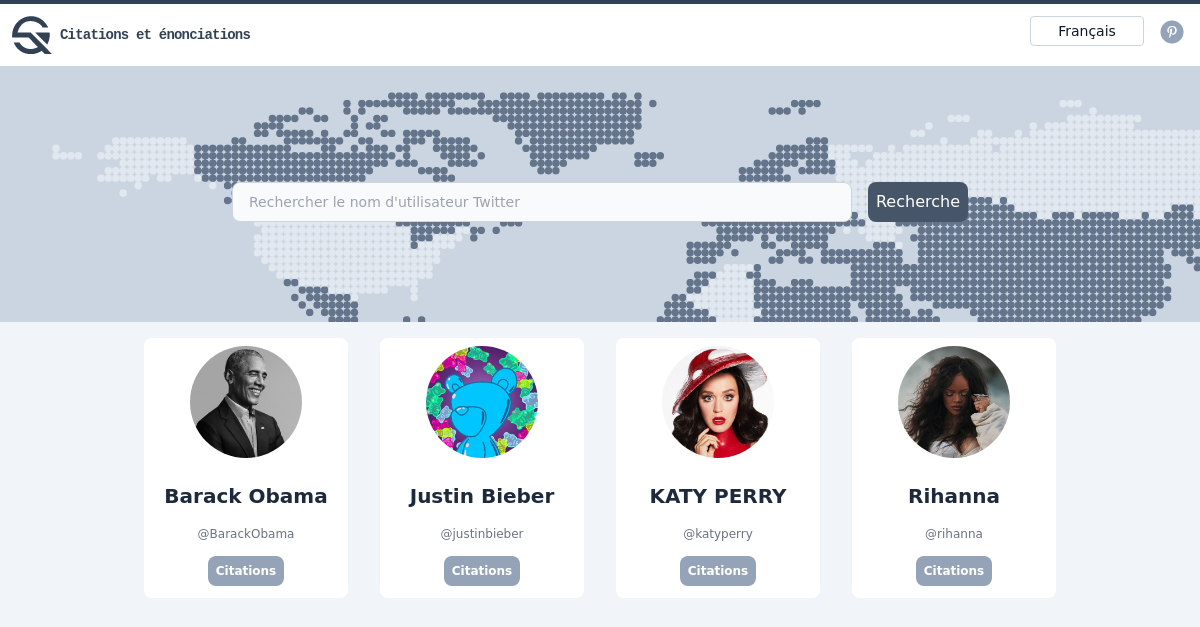 Citations et énonciations
Français
Rechercher le nom d'utilisateur Twitter
Recherche
Barack Obama
@BarackObama
Citations
Justin Bieber
@justinbieber
Citations
KATY PERRY
@katyperry
Citations
Rihanna
@rihanna
Citations